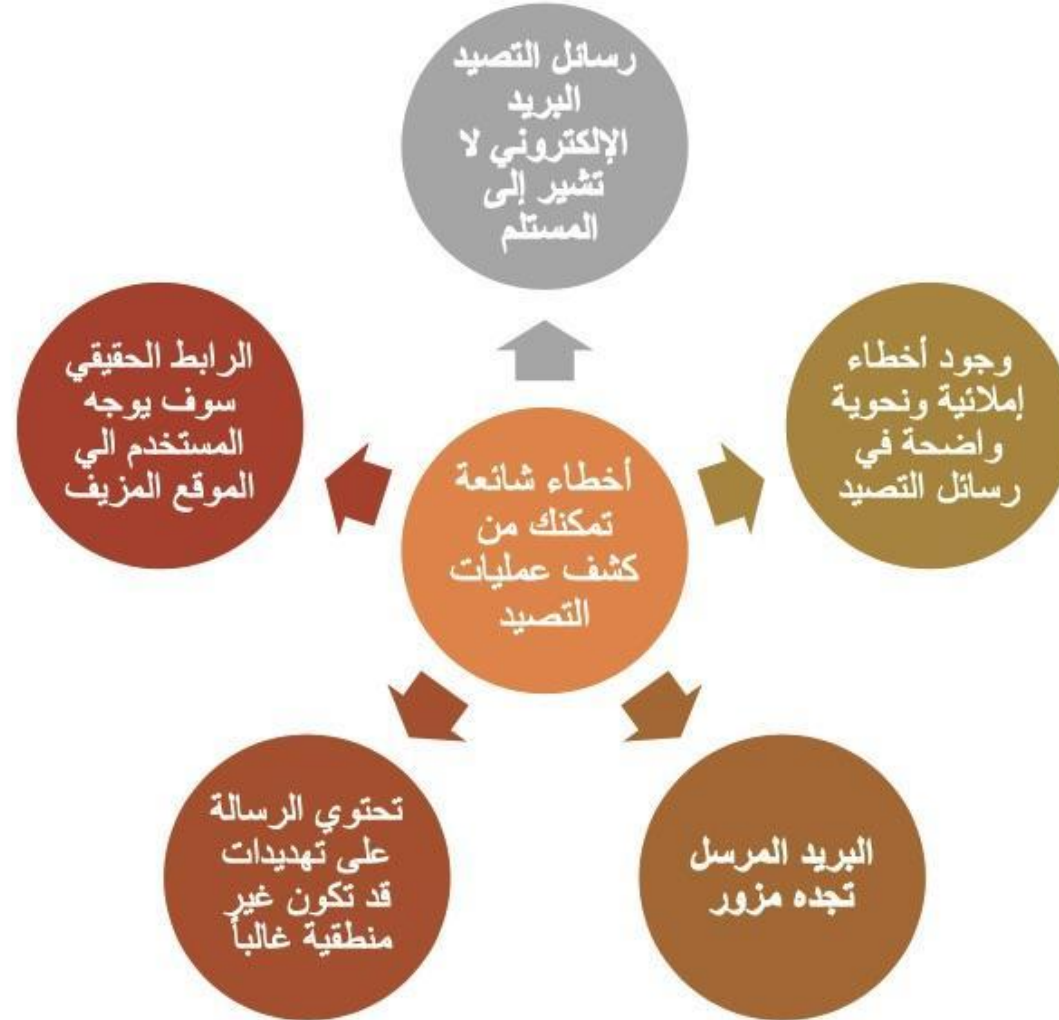 رسائل التصيد
البريد
الإلكتروني لا
تشير إلى
المستلم
وجود أخطاء
إملائية ونحوية
واضحة في
رسائل التصيد
الرابط الحقيقي
سوف يوجه
المستخدم الي
الموقع المزيف
أخطاء شائعة
تمكنك من
كشف عمليات
التصيد
البريد المرسل
تجده مزور
تحتوي الرسالة
على تهديدات
قد تكون غير
منطقية غالباً